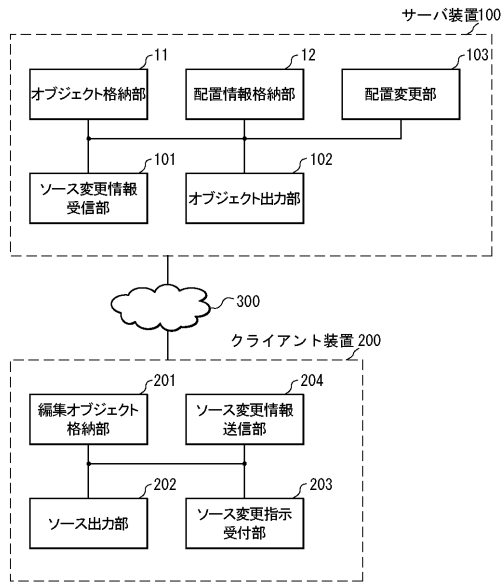 サーバ装置100
11
12
103
オブジェクト格納部
配置情報格納部
配置変更部
101
102
ソース変更情報
受信部
オブジェクト出力部
300
クライアント装置200
201
204
編集オブジェクト
格納部
ソース変更情報
送信部
202
203
ソース出力部
ソース変更指示
受付部